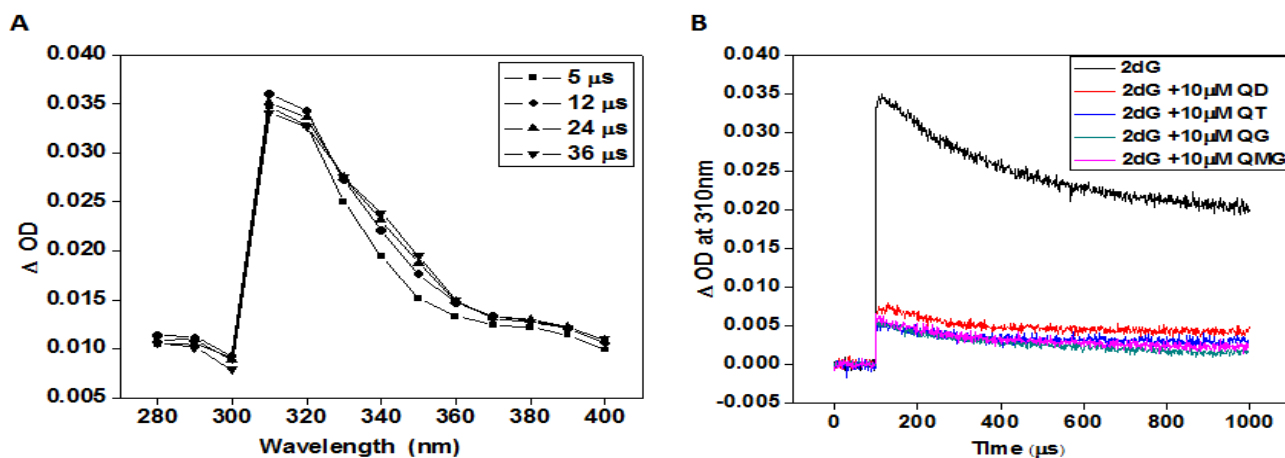 A
0.040
0.035
0.030
0.025
0.020
0.015
0.010
0.005
Δ OD
280 300 320 340 360 380 400
Wavelength (nm)
5 μs
12 μs
24 μs
36 μs
B
0.040
0.035
0.030
0.025
0.020
0.015
0.010
0.005
0.000
-0.005
Δ OD at 310nm
0 200 400 600 800 1000
Time (μs)
2dG
2dG +10μM QD
2dG +10μM QT
2dG +10μM QG
2dG +10μM QMG